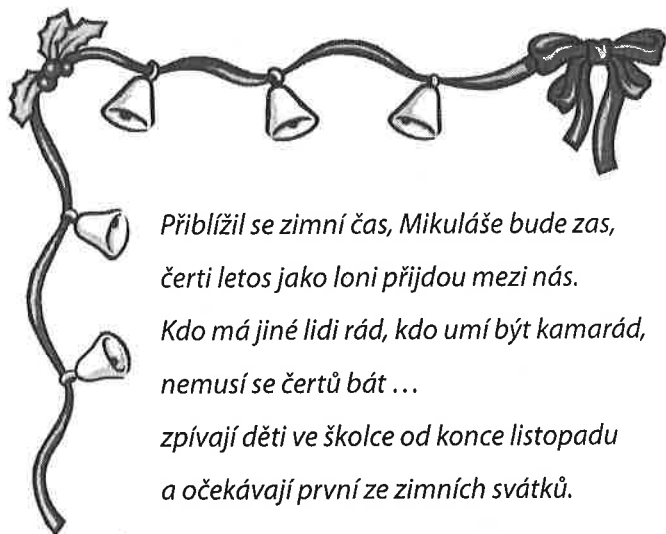 Přiblížil se zimní čas, Mikuláše bude zas,
čerti letos jako loni přijdou mezi nás.
Kdo má jiné lidi rád, kdo umí být kamarád,
nemusí se čertů bát ...
zpívají děti ve školce od konce listopadu
a očekávají první ze zimních svátků.